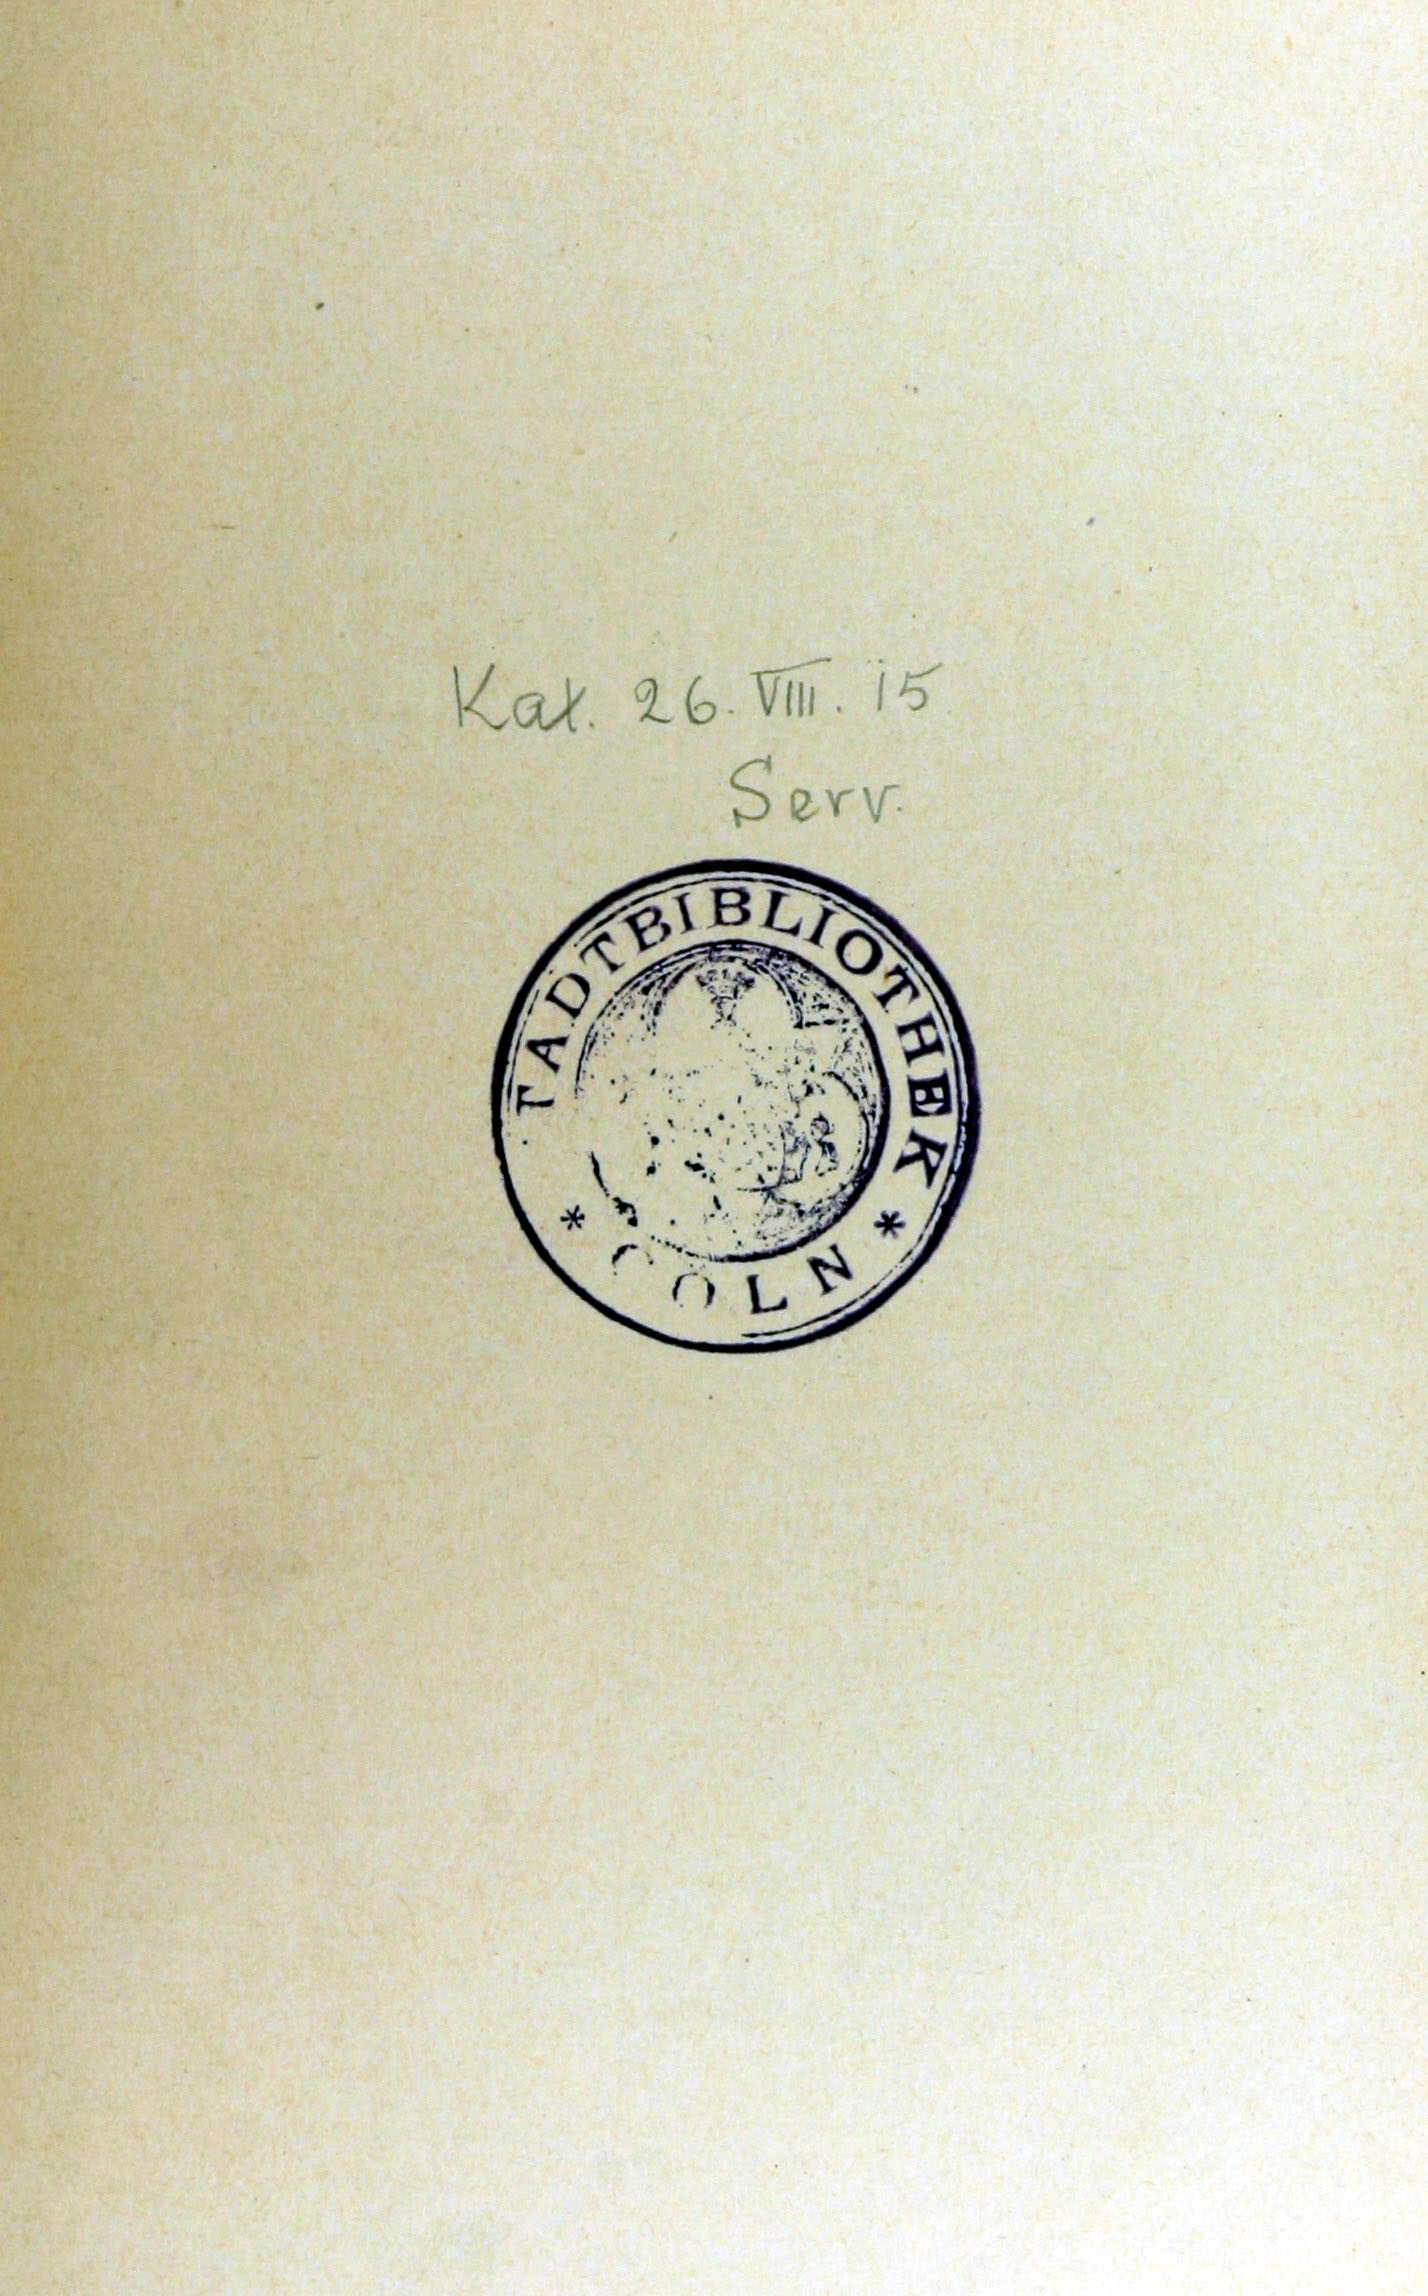 Kat. 26. VIII. 15
Serv.
TADTBIBLIOTHEK
* CÖLN *